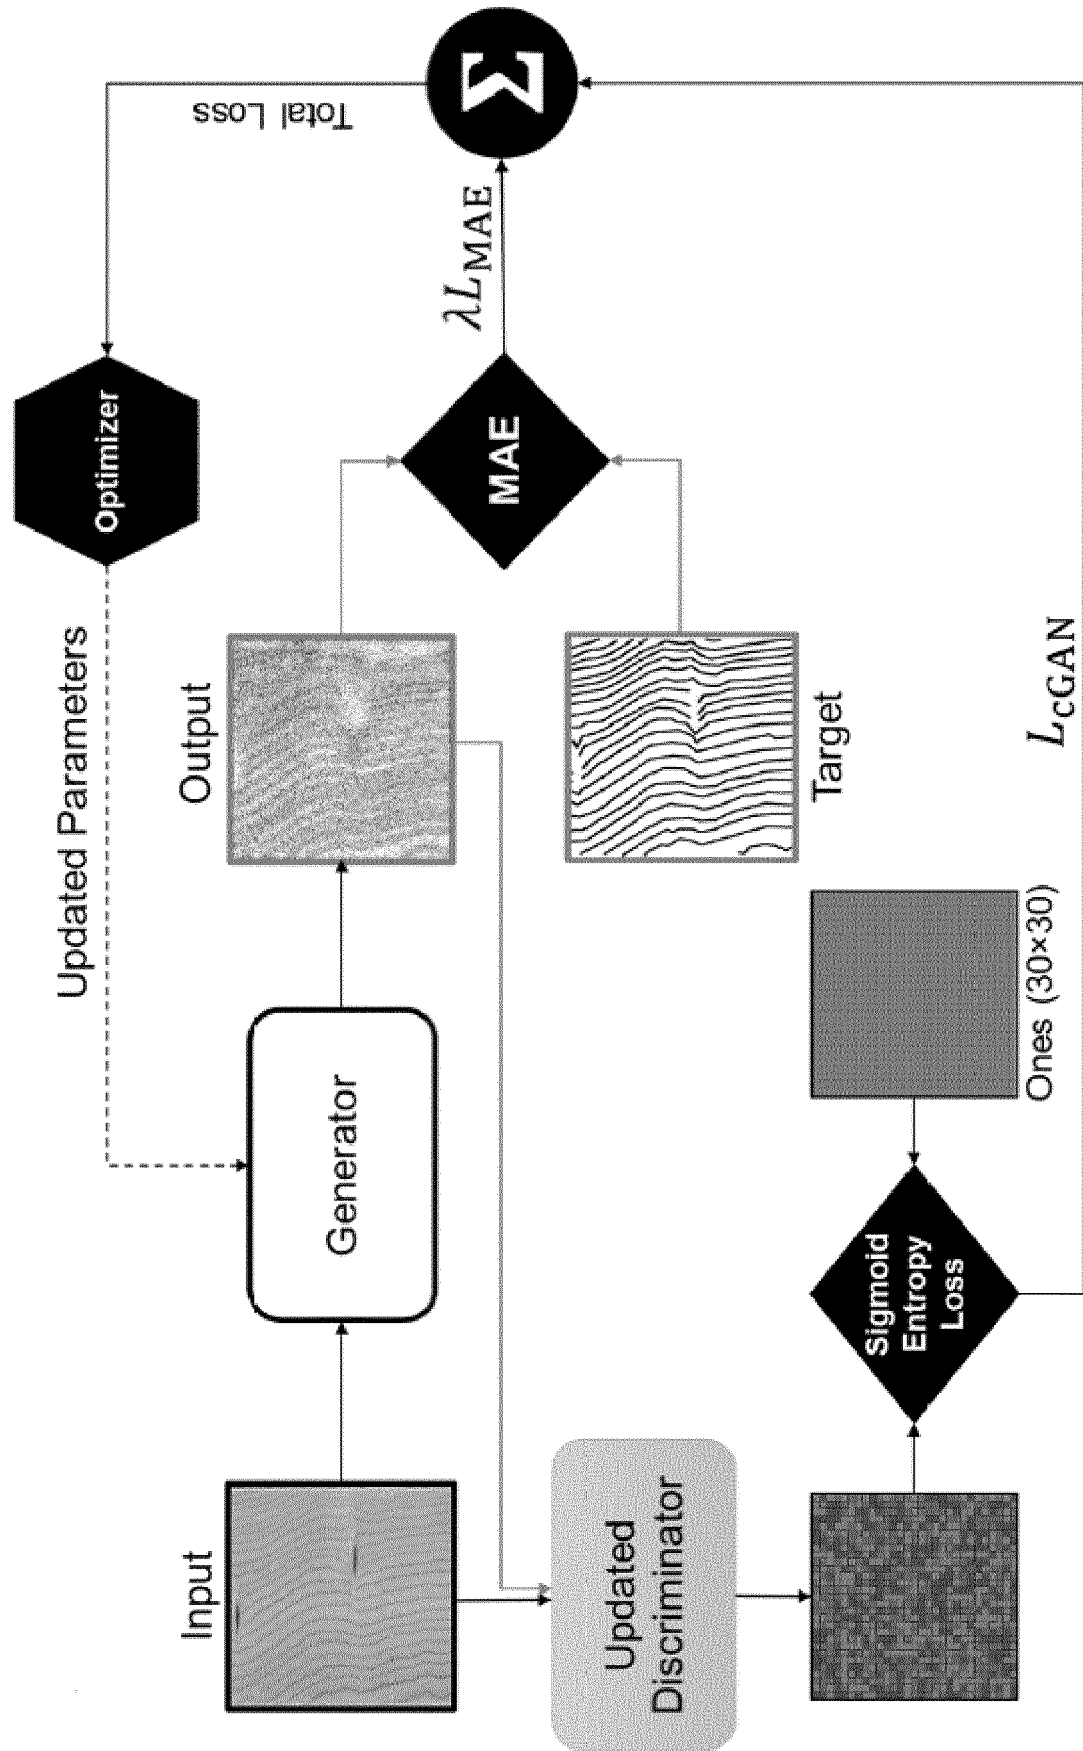 Input
Generator
Output
Updated Parameters
Optimizer
Total Loss
Σ
MAE
λL_MAE
Target
Updated
Discriminator
Sigmoid
Entropy
Loss
Ones (30×30)
L_cGAN